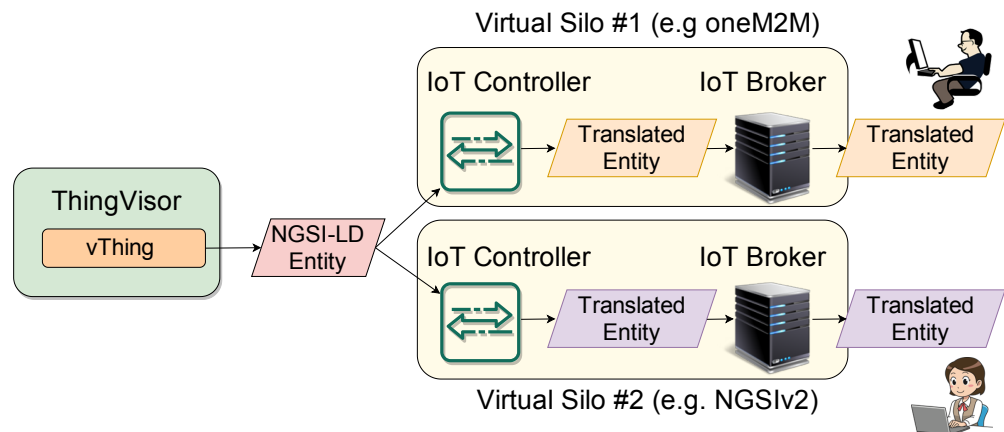 Virtual Silo #1 (e.g oneM2M)
IoT Controller
IoT Broker
Translated
Entity
Translated
Entity
ThingVisor
vThing
NGSI-LD
Entity
IoT Controller
IoT Broker
Translated
Entity
Translated
Entity
Virtual Silo #2 (e.g. NGSIv2)